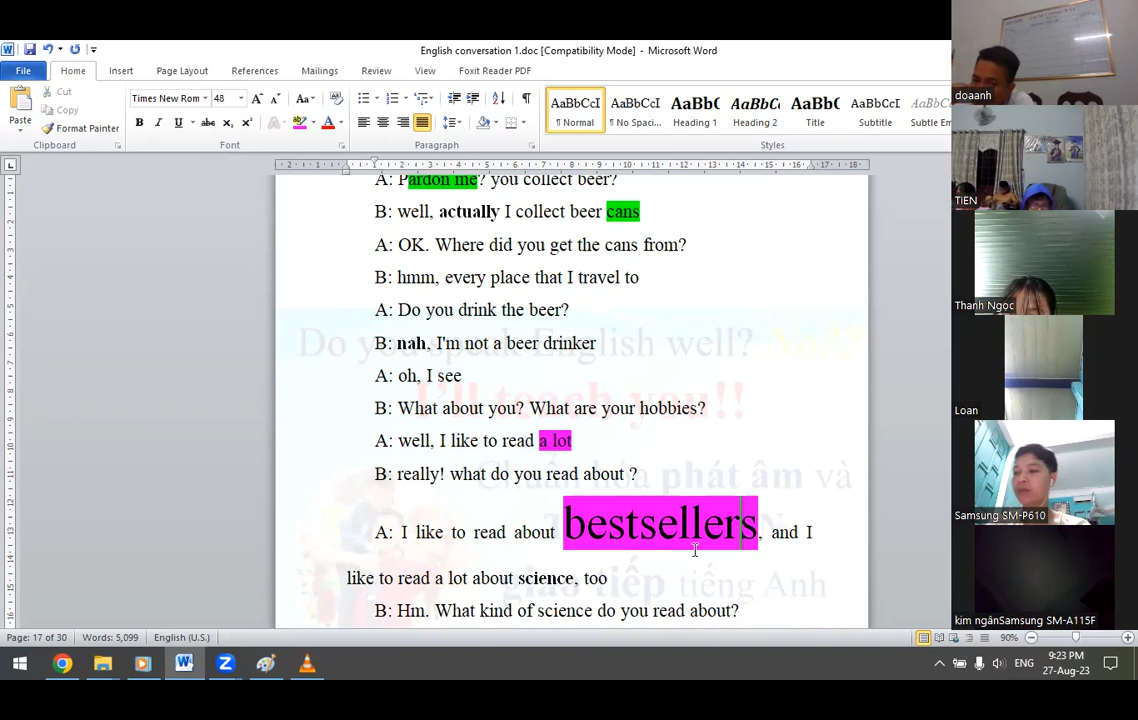 English conversation 1.doc [Compatibility Mode] - Microsoft Word
File Home Insert Page Layout References Mailings Review View Foxit Reader PDF
Cut
Copy
Format Painter
Paste
Times New Rom 48
AaBbCcI AaBbCcI AaBbC AaBbCc AaBbC AaBbCcI AaBbCcI
¶ Normal ¶ No Spaci... Heading 1 Heading 2 Title Subtitle Subtle Em
Clipboard Font Paragraph Styles
A: Pardon me? you collect beer?
B: well, actually I collect beer cans
A: OK. Where did you get the cans from?
B: hmm, every place that I travel to
A: Do you drink the beer?
B: nah, I'm not a beer drinker
A: oh, I see
B: What about you? What are your hobbies?
A: well, I like to read a lot
B: really! what do you read about ?
A: I like to read about bestsellers, and I
like to read a lot about science, too
B: Hm. What kind of science do you read about?
Do you speak English well?
I'll teach you!!
Chuẩn hóa phát âm và
giao tiếp tiếng Anh
doaanh
TIEN
Thanh Ngoc
Loan
Samsung SM-P610
kim ngânSamsung SM-A115F
Page: 17 of 30 Words: 5,099 English (U.S.) 90%
ENG
9:23 PM
27-Aug-23